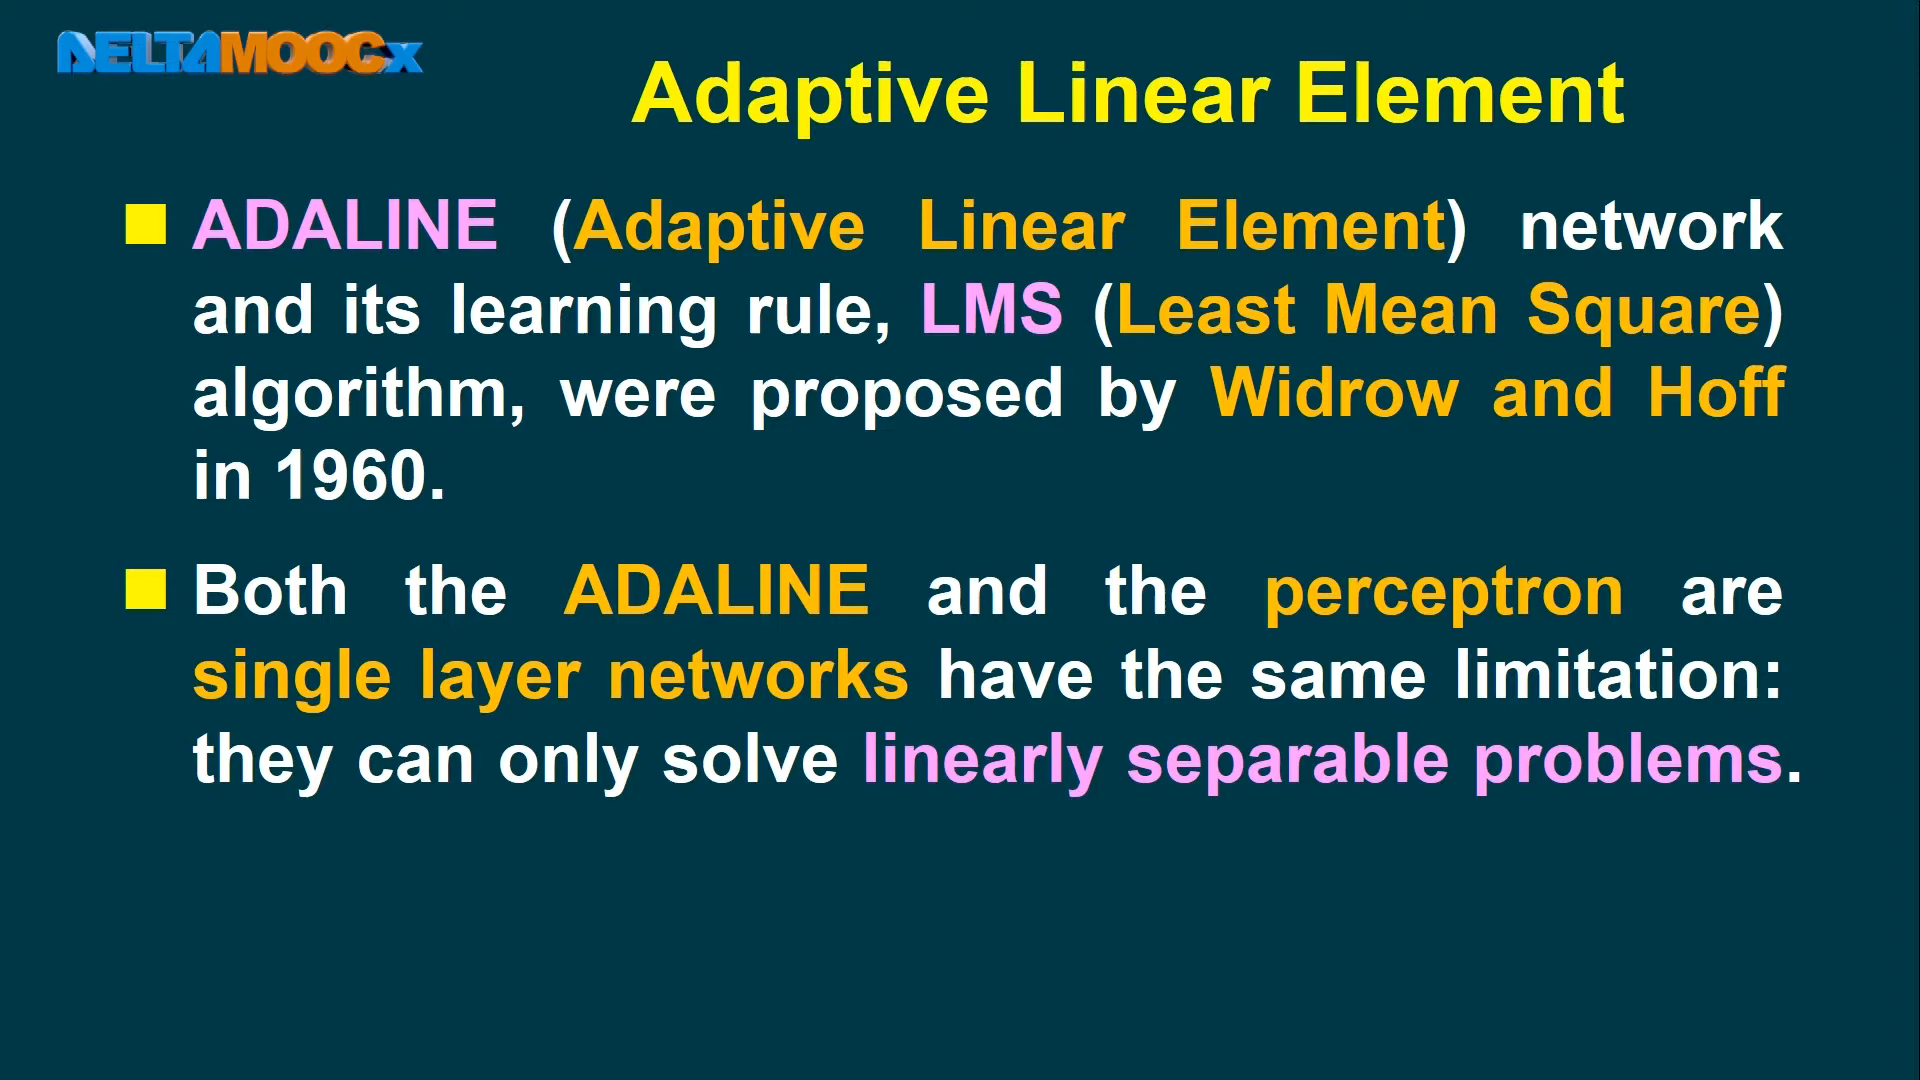 DELTAMOOCx
Adaptive Linear Element
ADALINE (Adaptive Linear Element) network
and its learning rule, LMS (Least Mean Square)
algorithm, were proposed by Widrow and Hoff
in 1960.
Both the ADALINE and the perceptron are
single layer networks have the same limitation:
they can only solve linearly separable problems.